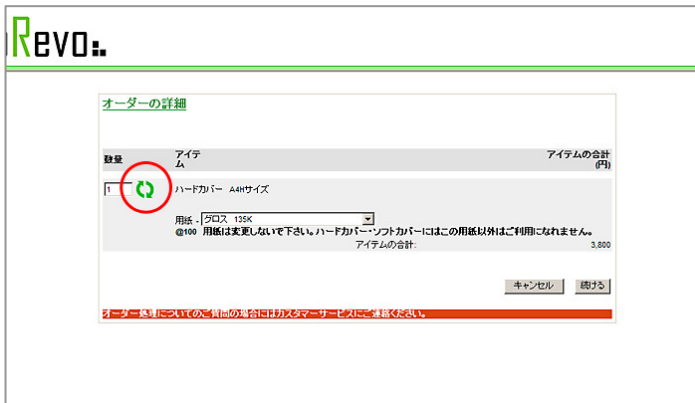 Revo
オーダーの詳細
数量 アイテ
ム アイテムの合計
(円)
1 ハードカバー A4Hサイズ
用紙 - グロス 135K
@100 用紙は変更しないで下さい。ハードカバー・ソフトカバーにはこの用紙以外はご利用になれません。
アイテムの合計: 3,800
キャンセル 続ける
オーダー処理についてのご質問の場合にはカスタマーサービスにご連絡ください。